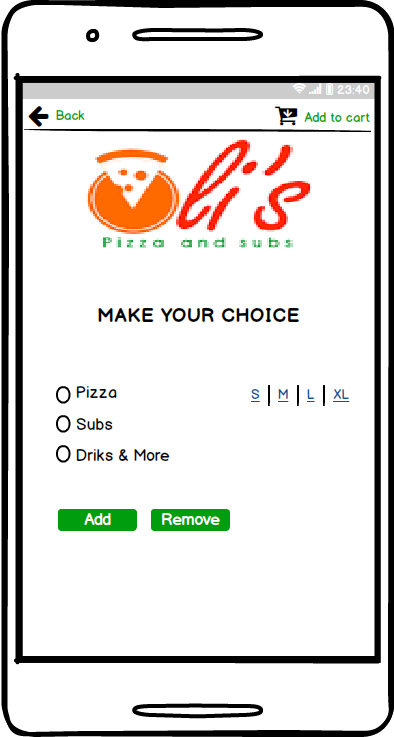 23:40
Back Add to cart
Oli's
Pizza and subs
MAKE YOUR CHOICE
Pizza S | M | L | XL
Subs
Driks & More
Add Remove